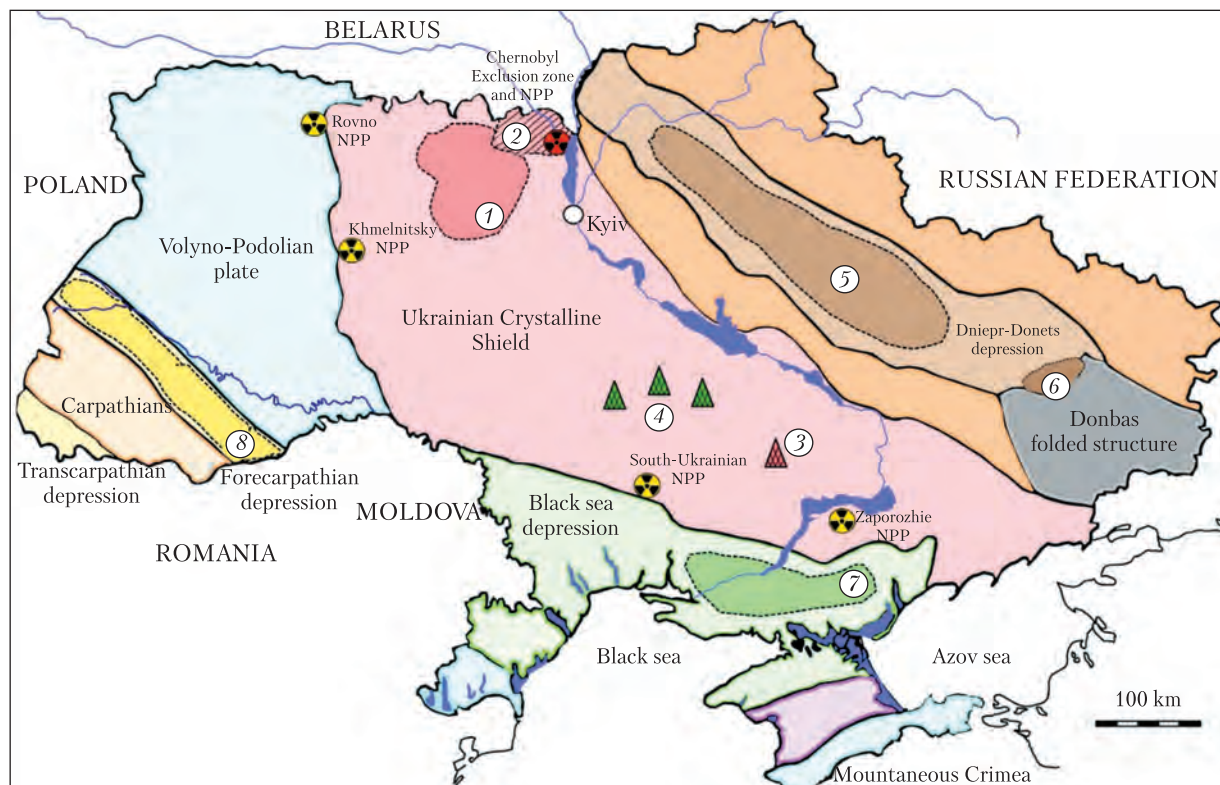 BELARUS
Chernobyl
Exclusion zone
and NPP
Rovno
NPP
2
POLAND
RUSSIAN FEDERATION
1
Kyiv
Khmelnitsky
NPP
Volyno-Podolian
plate
5
Ukrainian Crystalline
Shield
Dniepr-Donets
depression
6
4
Carpathians
Donbas
folded structure
8
3
Transcarpathian
depression
Forecarpathian
depression
South-Ukrainian
NPP
MOLDOVA
Black sea
depression
Zaporozhie
NPP
ROMANIA
7
Black sea
Azov sea
100 km
Mountaneous Crimea